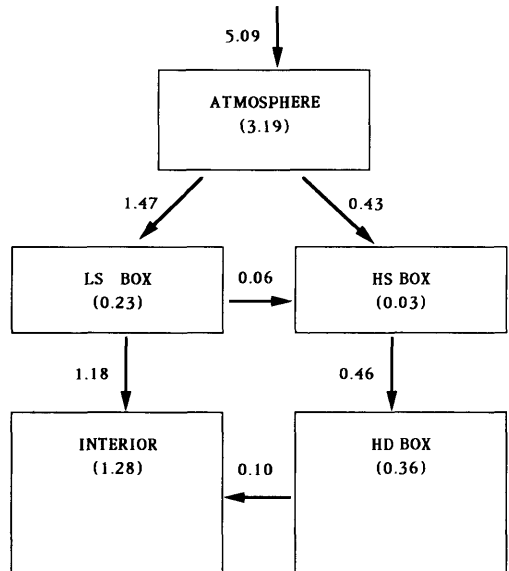 5.09
ATMOSPHERE
(3.19)
1.47
0.43
LS BOX
(0.23)
0.06
HS BOX
(0.03)
1.18
0.46
INTERIOR
(1.28)
0.10
HD BOX
(0.36)